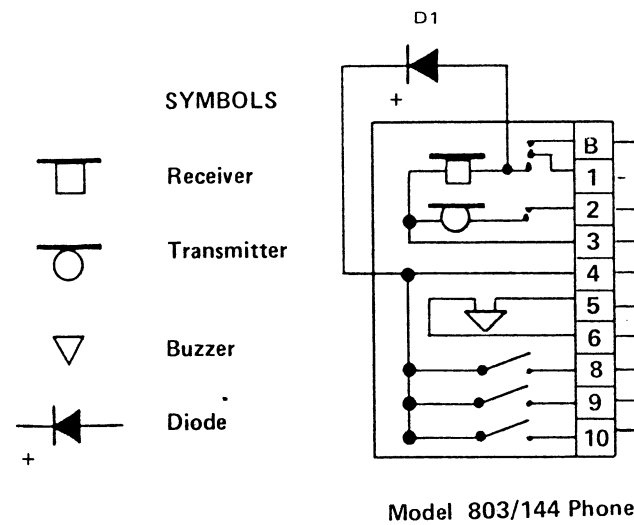 D1
+
SYMBOLS
Receiver
Transmitter
Buzzer
Diode
+
B
1
2
3
4
5
6
8
9
10
Model 803/144 Phone